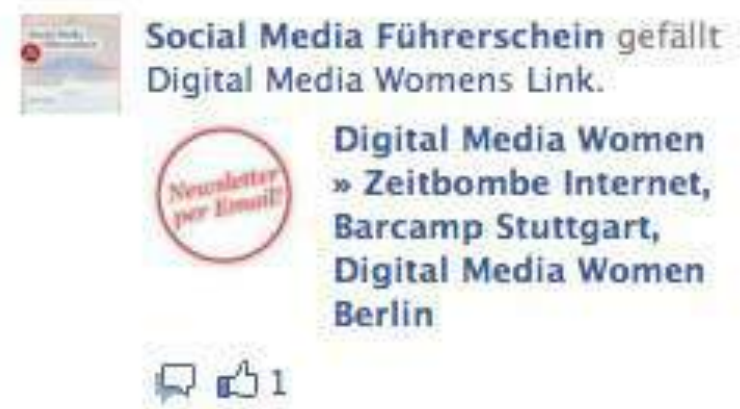 Social Media Führerschein gefällt
Digital Media Womens Link.
Newsletter
per Email!
Digital Media Women
» Zeitbombe Internet,
Barcamp Stuttgart,
Digital Media Women
Berlin
1